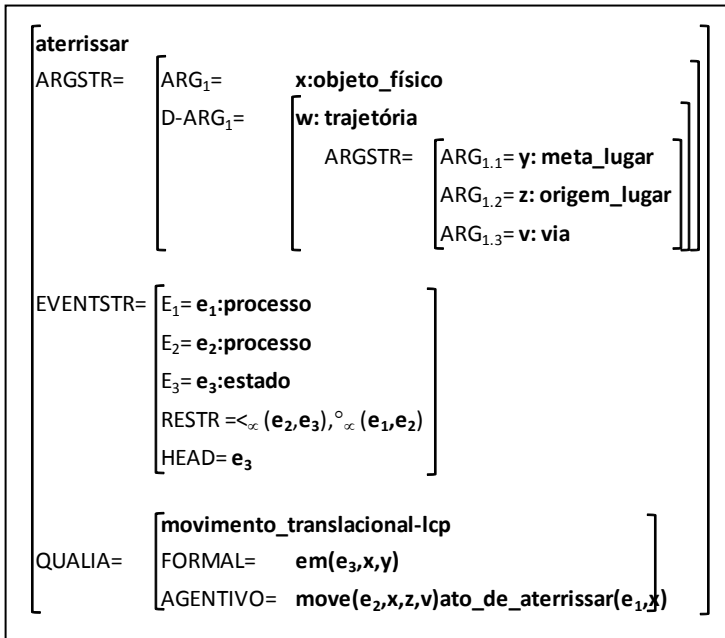 aterrissar
ARGSTR= ARG₁= x:objeto_físico
D-ARG₁= w: trajetória
ARGSTR= ARG₁.₁= y: meta_lugar
ARG₁.₂= z: origem_lugar
ARG₁.₃= v: via
EVENTSTR= E₁= e₁:processo
E₂= e₂:processo
E₃= e₃:estado
RESTR =<∝ (e₂,e₃),°∝ (e₁,e₂)
HEAD= e₃
movimento_translacional-lcp
QUALIA= FORMAL= em(e₃,x,y)
AGENTIVO= move(e₂,x,z,v)ato_de_aterrissar(e₁,x)